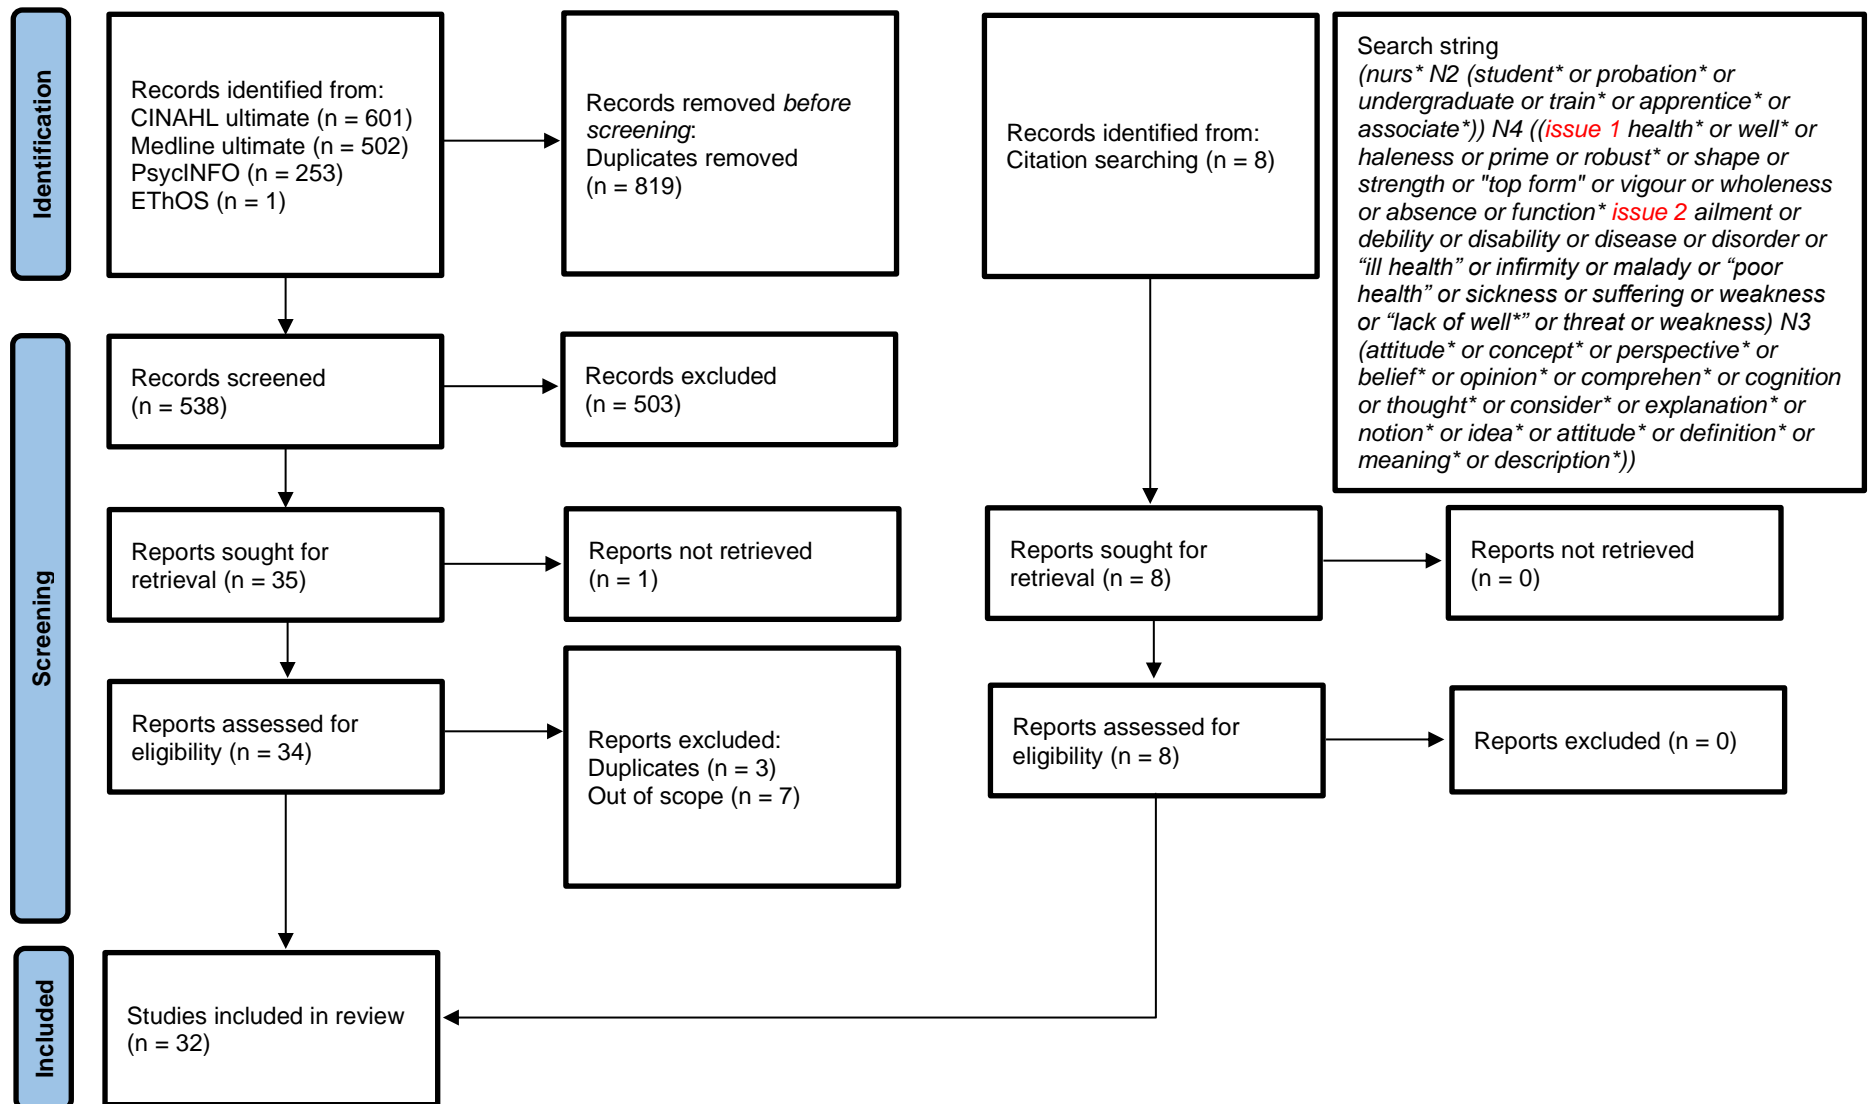 Identification
Records identified from:
CINAHL ultimate (n = 601)
Medline ultimate (n = 502)
PsycINFO (n = 253)
EThOS (n = 1)
Records removed before
screening:
Duplicates removed
(n = 819)
Records identified from:
Citation searching (n = 8)
Search string
(nurs* N2 (student* or probation* or
undergraduate or train* or apprentice* or
associate*)) N4 ((issue 1 health* or well* or
haleness or prime or robust* or shape or
strength or "top form" or vigour or wholeness
or absence or function* issue 2 ailment or
debility or disability or disease or disorder or
“ill health” or infirmity or malady or “poor
health” or sickness or suffering or weakness
or “lack of well*” or threat or weakness) N3
(attitude* or concept* or perspective* or
belief* or opinion* or comprehen* or cognition
or thought* or consider* or explanation* or
notion* or idea* or attitude* or definition* or
meaning* or description*))
Screening
Records screened
(n = 538)
Records excluded
(n = 503)
Reports sought for
retrieval (n = 35)
Reports not retrieved
(n = 1)
Reports sought for
retrieval (n = 8)
Reports not retrieved
(n = 0)
Reports assessed for
eligibility (n = 34)
Reports excluded:
Duplicates (n = 3)
Out of scope (n = 7)
Reports assessed for
eligibility (n = 8)
Reports excluded (n = 0)
Included
Studies included in review
(n = 32)